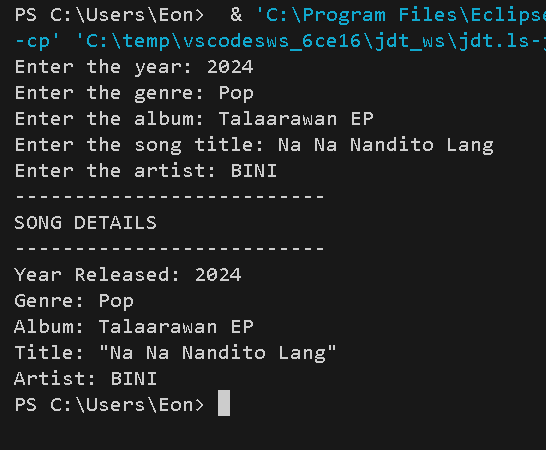 PS C:\Users\Eon>  & 'C:\Program Files\Eclipse
-cp' 'C:\temp\vscodesws_6ce16\jdt_ws\jdt.ls-j
Enter the year: 2024
Enter the genre: Pop
Enter the album: Talaarawan EP
Enter the song title: Na Na Nandito Lang
Enter the artist: BINI
--------------------------
SONG DETAILS
--------------------------
Year Released: 2024
Genre: Pop
Album: Talaarawan EP
Title: "Na Na Nandito Lang"
Artist: BINI
PS C:\Users\Eon>